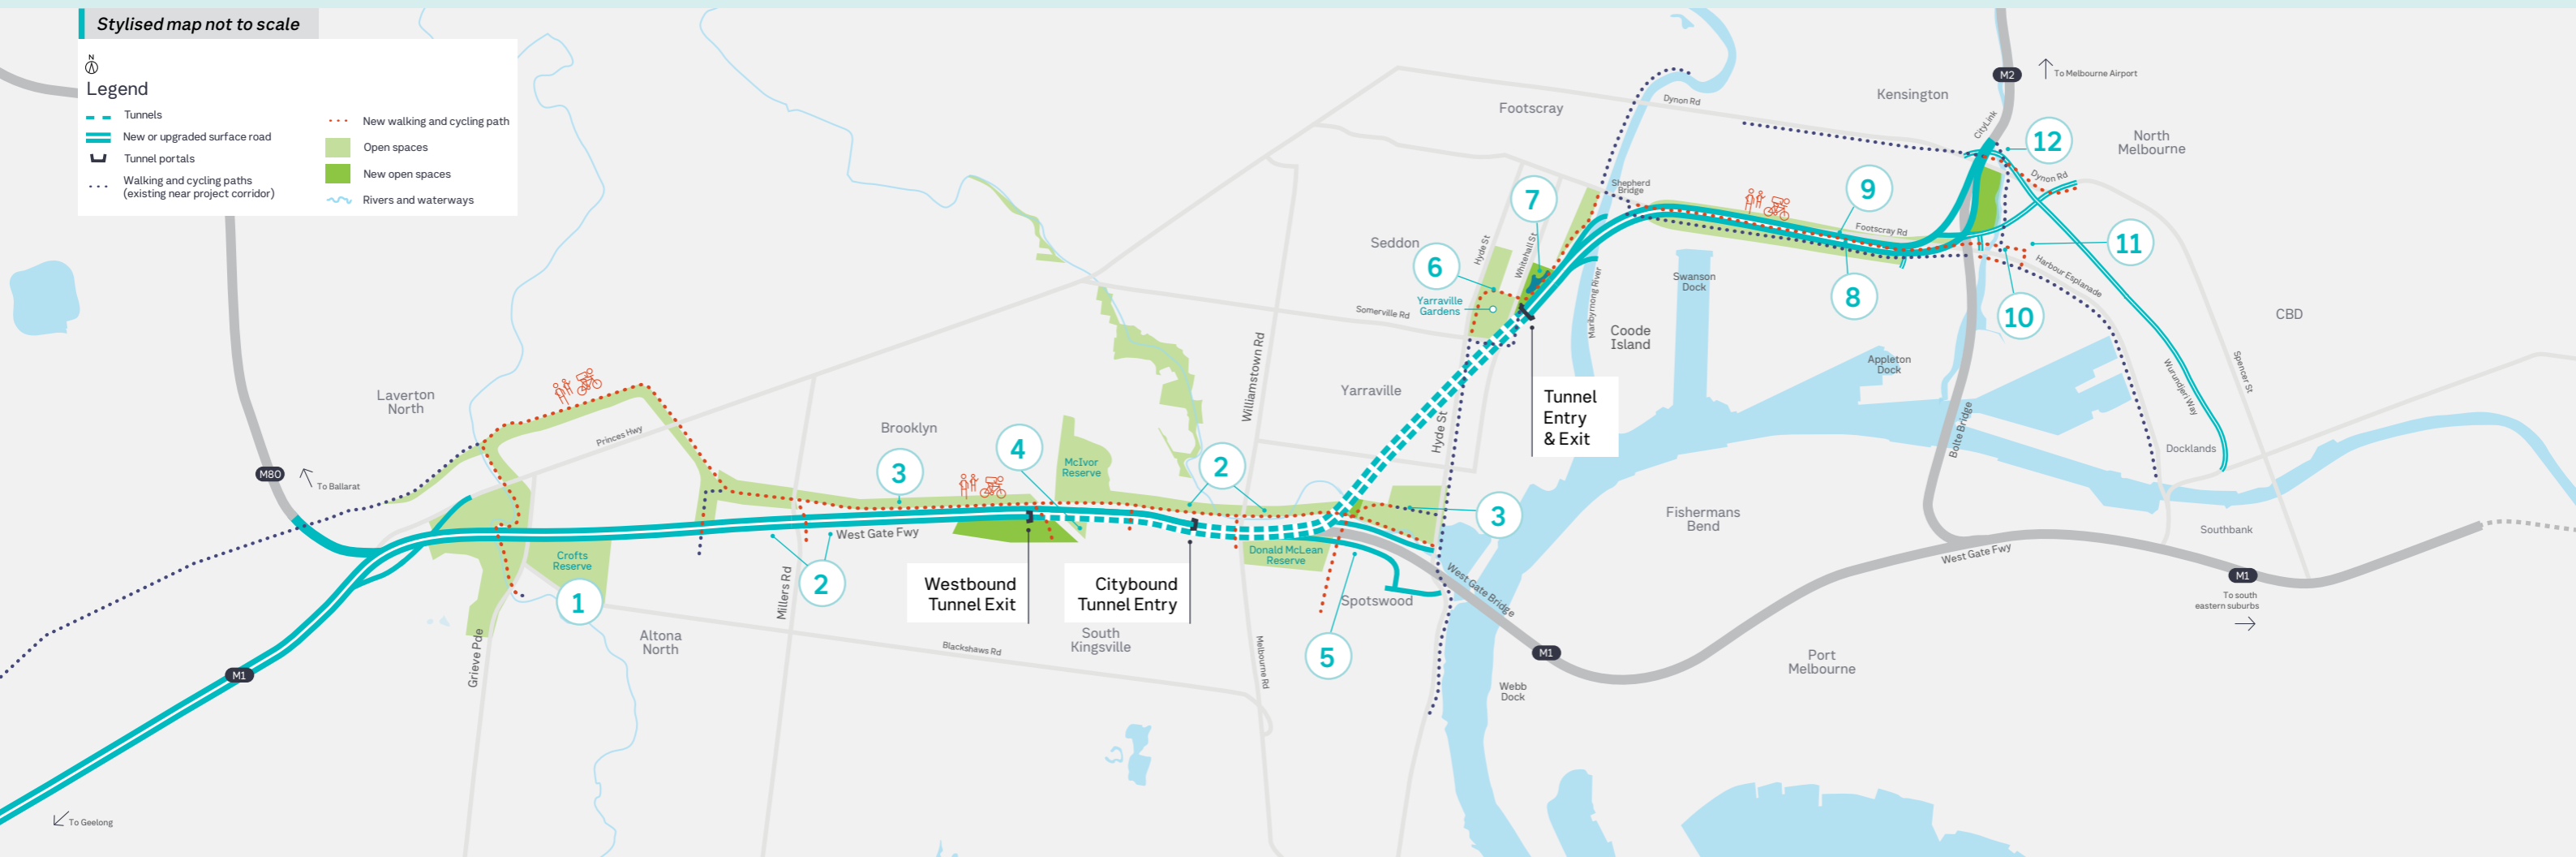 Stylised map not to scale
N
Legend
Tunnels
New or upgraded surface road
Tunnel portals
Walking and cycling paths
(existing near project corridor)
New walking and cycling path
Open spaces
New open spaces
Rivers and waterways
M80
To Ballarat
Laverton
North
Princes Hwy
M1
To Geelong
Grieve Pde
Crofts
Reserve
1
Altona
North
Millers Rd
2
Brooklyn
3
West Gate Fwy
4
McIvor
Reserve
Westbound
Tunnel Exit
Citybound
Tunnel Entry
South
Kingsville
Blackshaws Rd
2
Williamstown Rd
Melbourne Rd
Donald McLean
Reserve
5
Spotswood
3
Yarraville
Hyde St
Somerville Rd
Seddon
6
Yarraville
Gardens
Hyde St
Whitehall St
7
Footscray
Tunnel
Entry
& Exit
Maribyrnong River
Shepherd
Bridge
Dynon Rd
Coode
Island
Swanson
Dock
8
9
Footscray Rd
Kensington
M2
To Melbourne Airport
CityLink
12
North
Melbourne
Dynon Rd
11
10
Harbour Esplanade
CBD
Appleton
Dock
Wurundjeri Way
Spencer St
Docklands
Bolte Bridge
Fishermans
Bend
West Gate Bridge
West Gate Fwy
Southbank
M1
To south
eastern suburbs
M1
Port
Melbourne
Webb
Dock